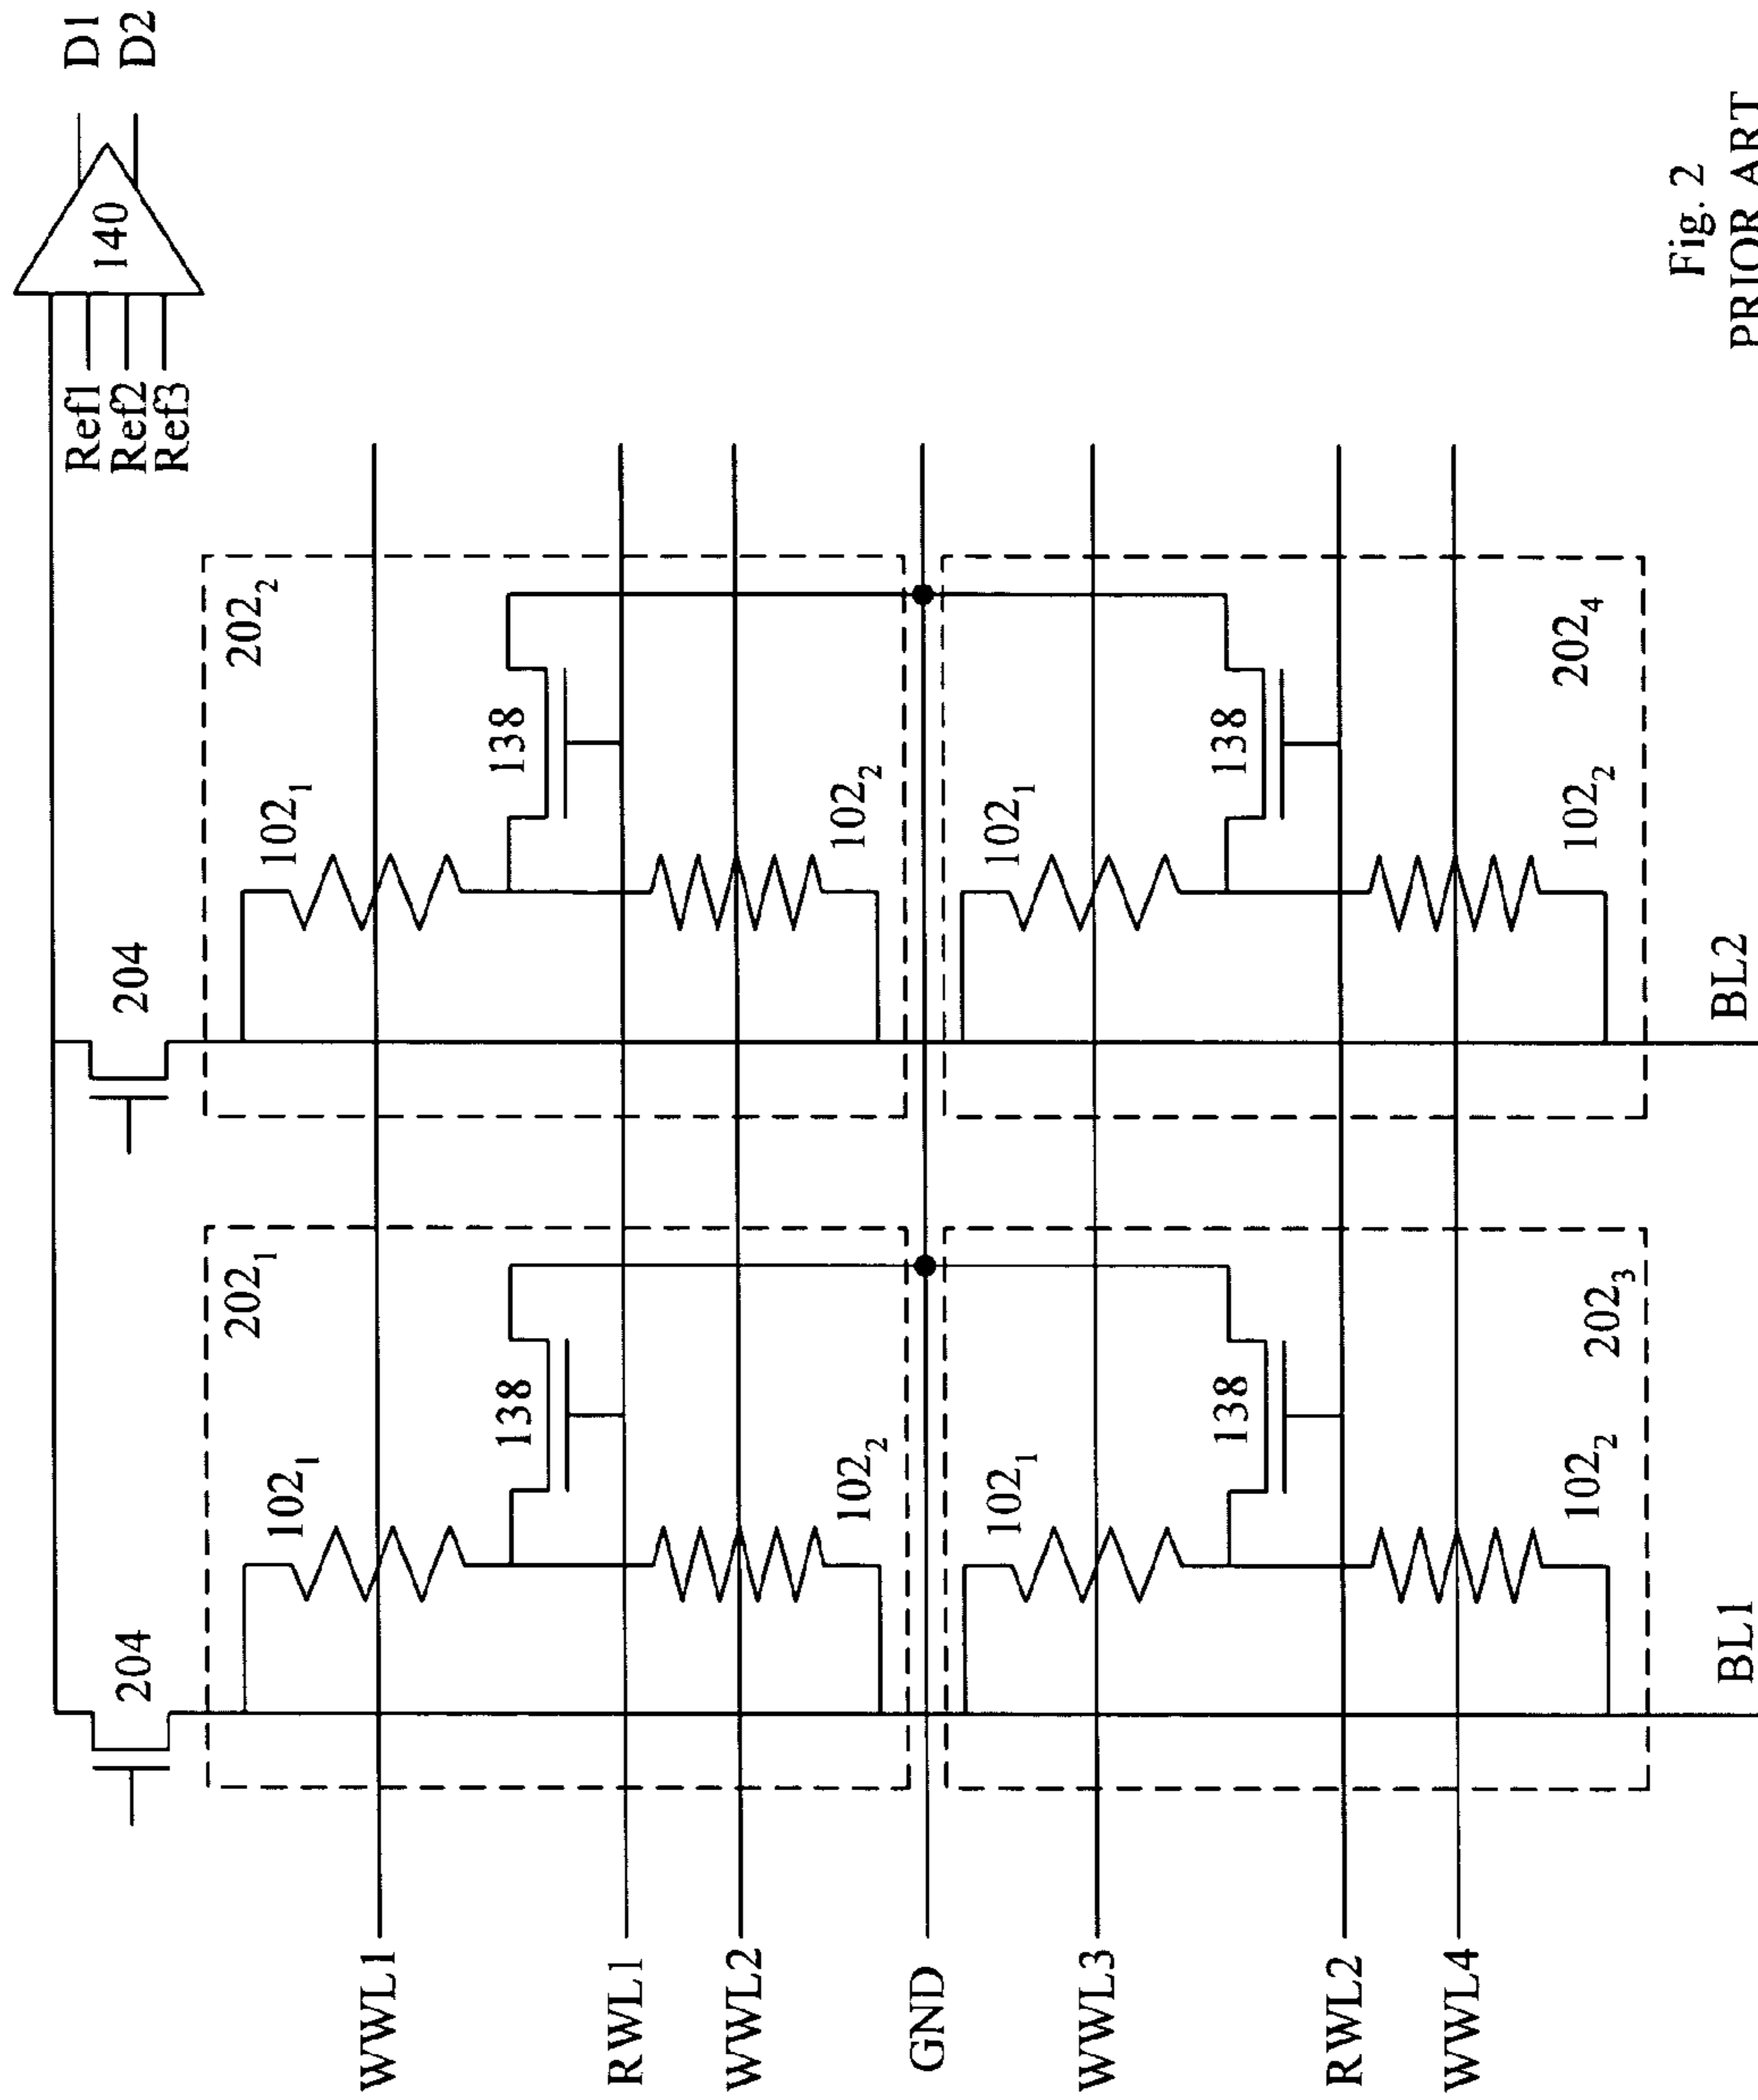 D1
D2
140
Ref1
Ref2
Ref3
204
204
202₁
202₂
102₁
102₁
138
138
102₂
102₂
102₁
102₁
138
138
102₂
102₂
202₃
202₄
WWL1
RWL1
WWL2
GND
WWL3
RWL2
WWL4
BL1
BL2
Fig. 2
PRIOR ART